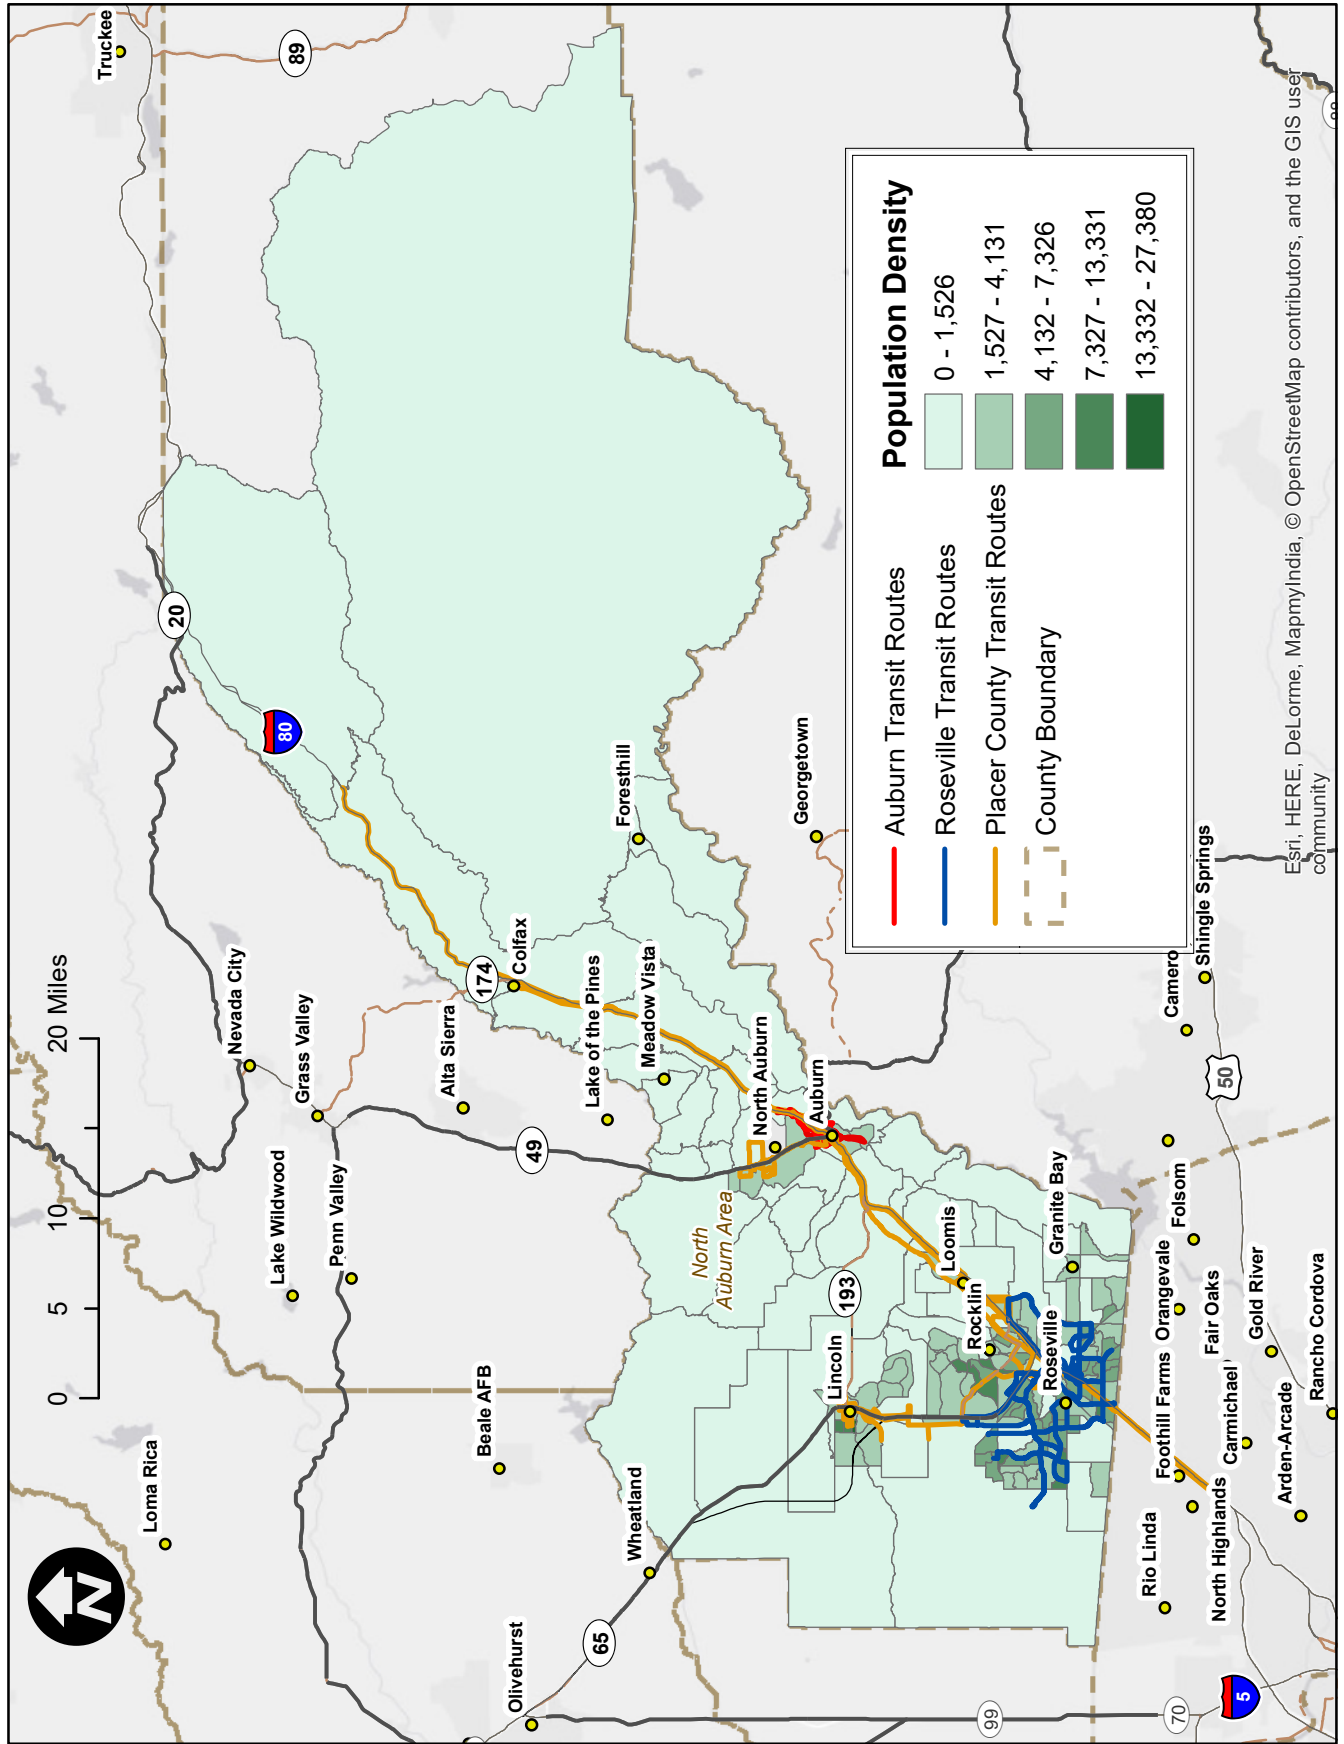 Truckee
89
20
80
Nevada City
Grass Valley
Lake Wildwood
Penn Valley
Loma Rica
Beale AFB
Alta Sierra
49
174
Colfax
Lake of the Pines
Meadow Vista
Foresthill
Georgetown
North Auburn
Auburn
North
Auburn Area
Wheatland
Olivehurst
65
193
Lincoln
Loomis
Rocklin
Granite Bay
Roseville
Folsom
Orangevale
Fair Oaks
Gold River
Rancho Cordova
Foothill Farms
Carmichael
Arden-Arcade
Rio Linda
North Highlands
99
70
5
50
Camero
Shingle Springs
0
5
10
20 Miles
N
Auburn Transit Routes
Roseville Transit Routes
Placer County Transit Routes
County Boundary
Population Density
0 - 1,526
1,527 - 4,131
4,132 - 7,326
7,327 - 13,331
13,332 - 27,380
Esri, HERE, DeLorme, MapmyIndia, © OpenStreetMap contributors, and the GIS user
community